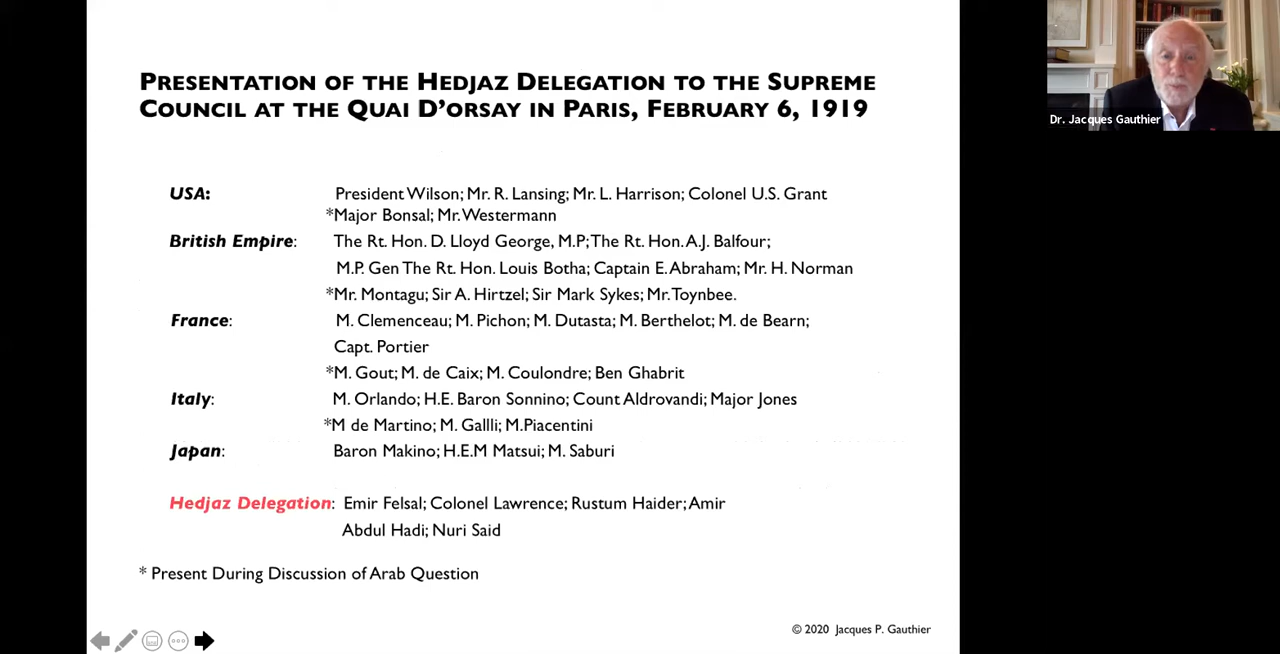 PRESENTATION OF THE HEDJAZ DELEGATION TO THE SUPREME
COUNCIL AT THE QUAI D'ORSAY IN PARIS, FEBRUARY 6, 1919
Dr. Jacques Gauthier
USA: President Wilson; Mr. R. Lansing; Mr. L. Harrison; Colonel U.S. Grant
*Major Bonsal; Mr. Westermann
British Empire: The Rt. Hon. D. Lloyd George, M.P; The Rt. Hon. A.J. Balfour;
M.P. Gen The Rt. Hon. Louis Botha; Captain E. Abraham; Mr. H. Norman
*Mr. Montagu; Sir A. Hirtzel; Sir Mark Sykes; Mr. Toynbee.
France: M. Clemenceau; M. Pichon; M. Dutasta; M. Berthelot; M. de Bearn;
Capt. Portier
*M. Gout; M. de Caix; M. Coulondre; Ben Ghabrit
Italy: M. Orlando; H.E. Baron Sonnino; Count Aldrovandi; Major Jones
*M de Martino; M. Gallli; M.Piacentini
Japan: Baron Makino; H.E.M Matsui; M. Saburi
Hedjaz Delegation: Emir Felsal; Colonel Lawrence; Rustum Haider; Amir
Abdul Hadi; Nuri Said
* Present During Discussion of Arab Question
© 2020 Jacques P. Gauthier